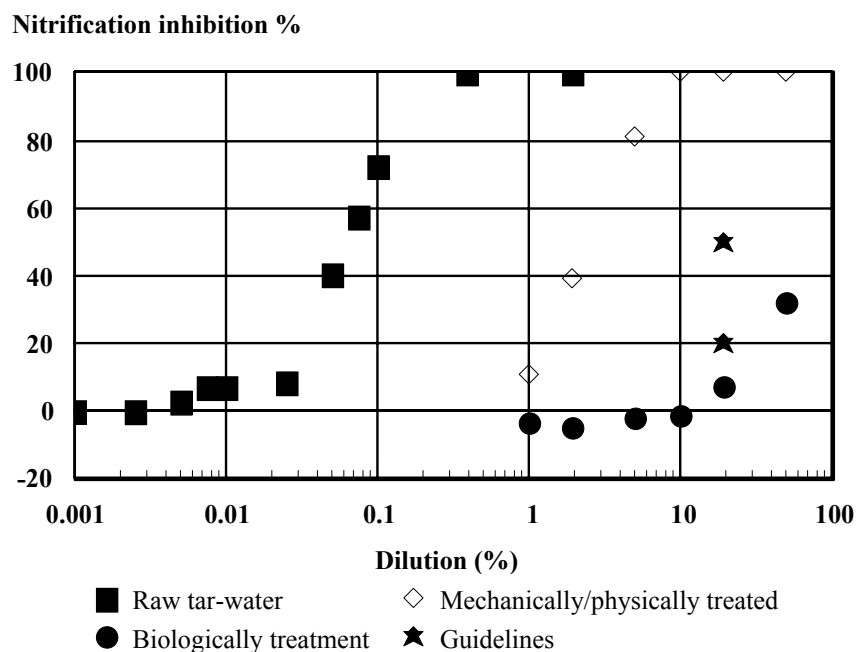 Nitrification inhibition %
100
80
60
40
20
0
-20
0.001 0.01 0.1 1 10 100
Dilution (%)
Raw tar-water Mechanically/physically treated
Biologically treatment Guidelines